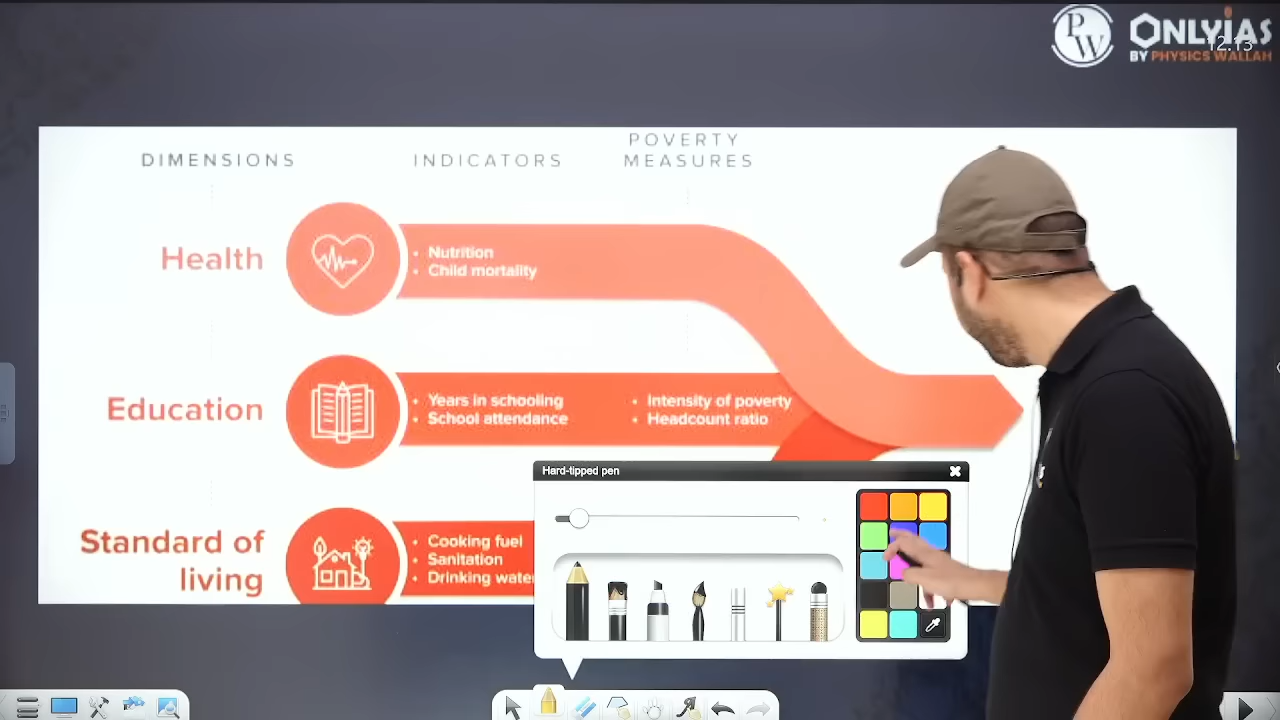 PW
ONLYIAS
12:13
BY PHYSICS WALLAH
DIMENSIONS
INDICATORS
POVERTY
MEASURES
Health
• Nutrition
• Child mortality
Education
• Years in schooling
• School attendance
• Intensity of poverty
• Headcount ratio
Standard of
living
• Cooking fuel
• Sanitation
• Drinking water
Hard-tipped pen